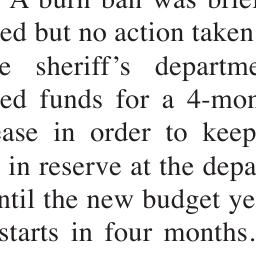 A burn ban was brie
ed but no action taken
e sheriff’s departme
ed funds for a 4-mon
ease in order to keep
in reserve at the depa
ntil the new budget ye
starts in four months.